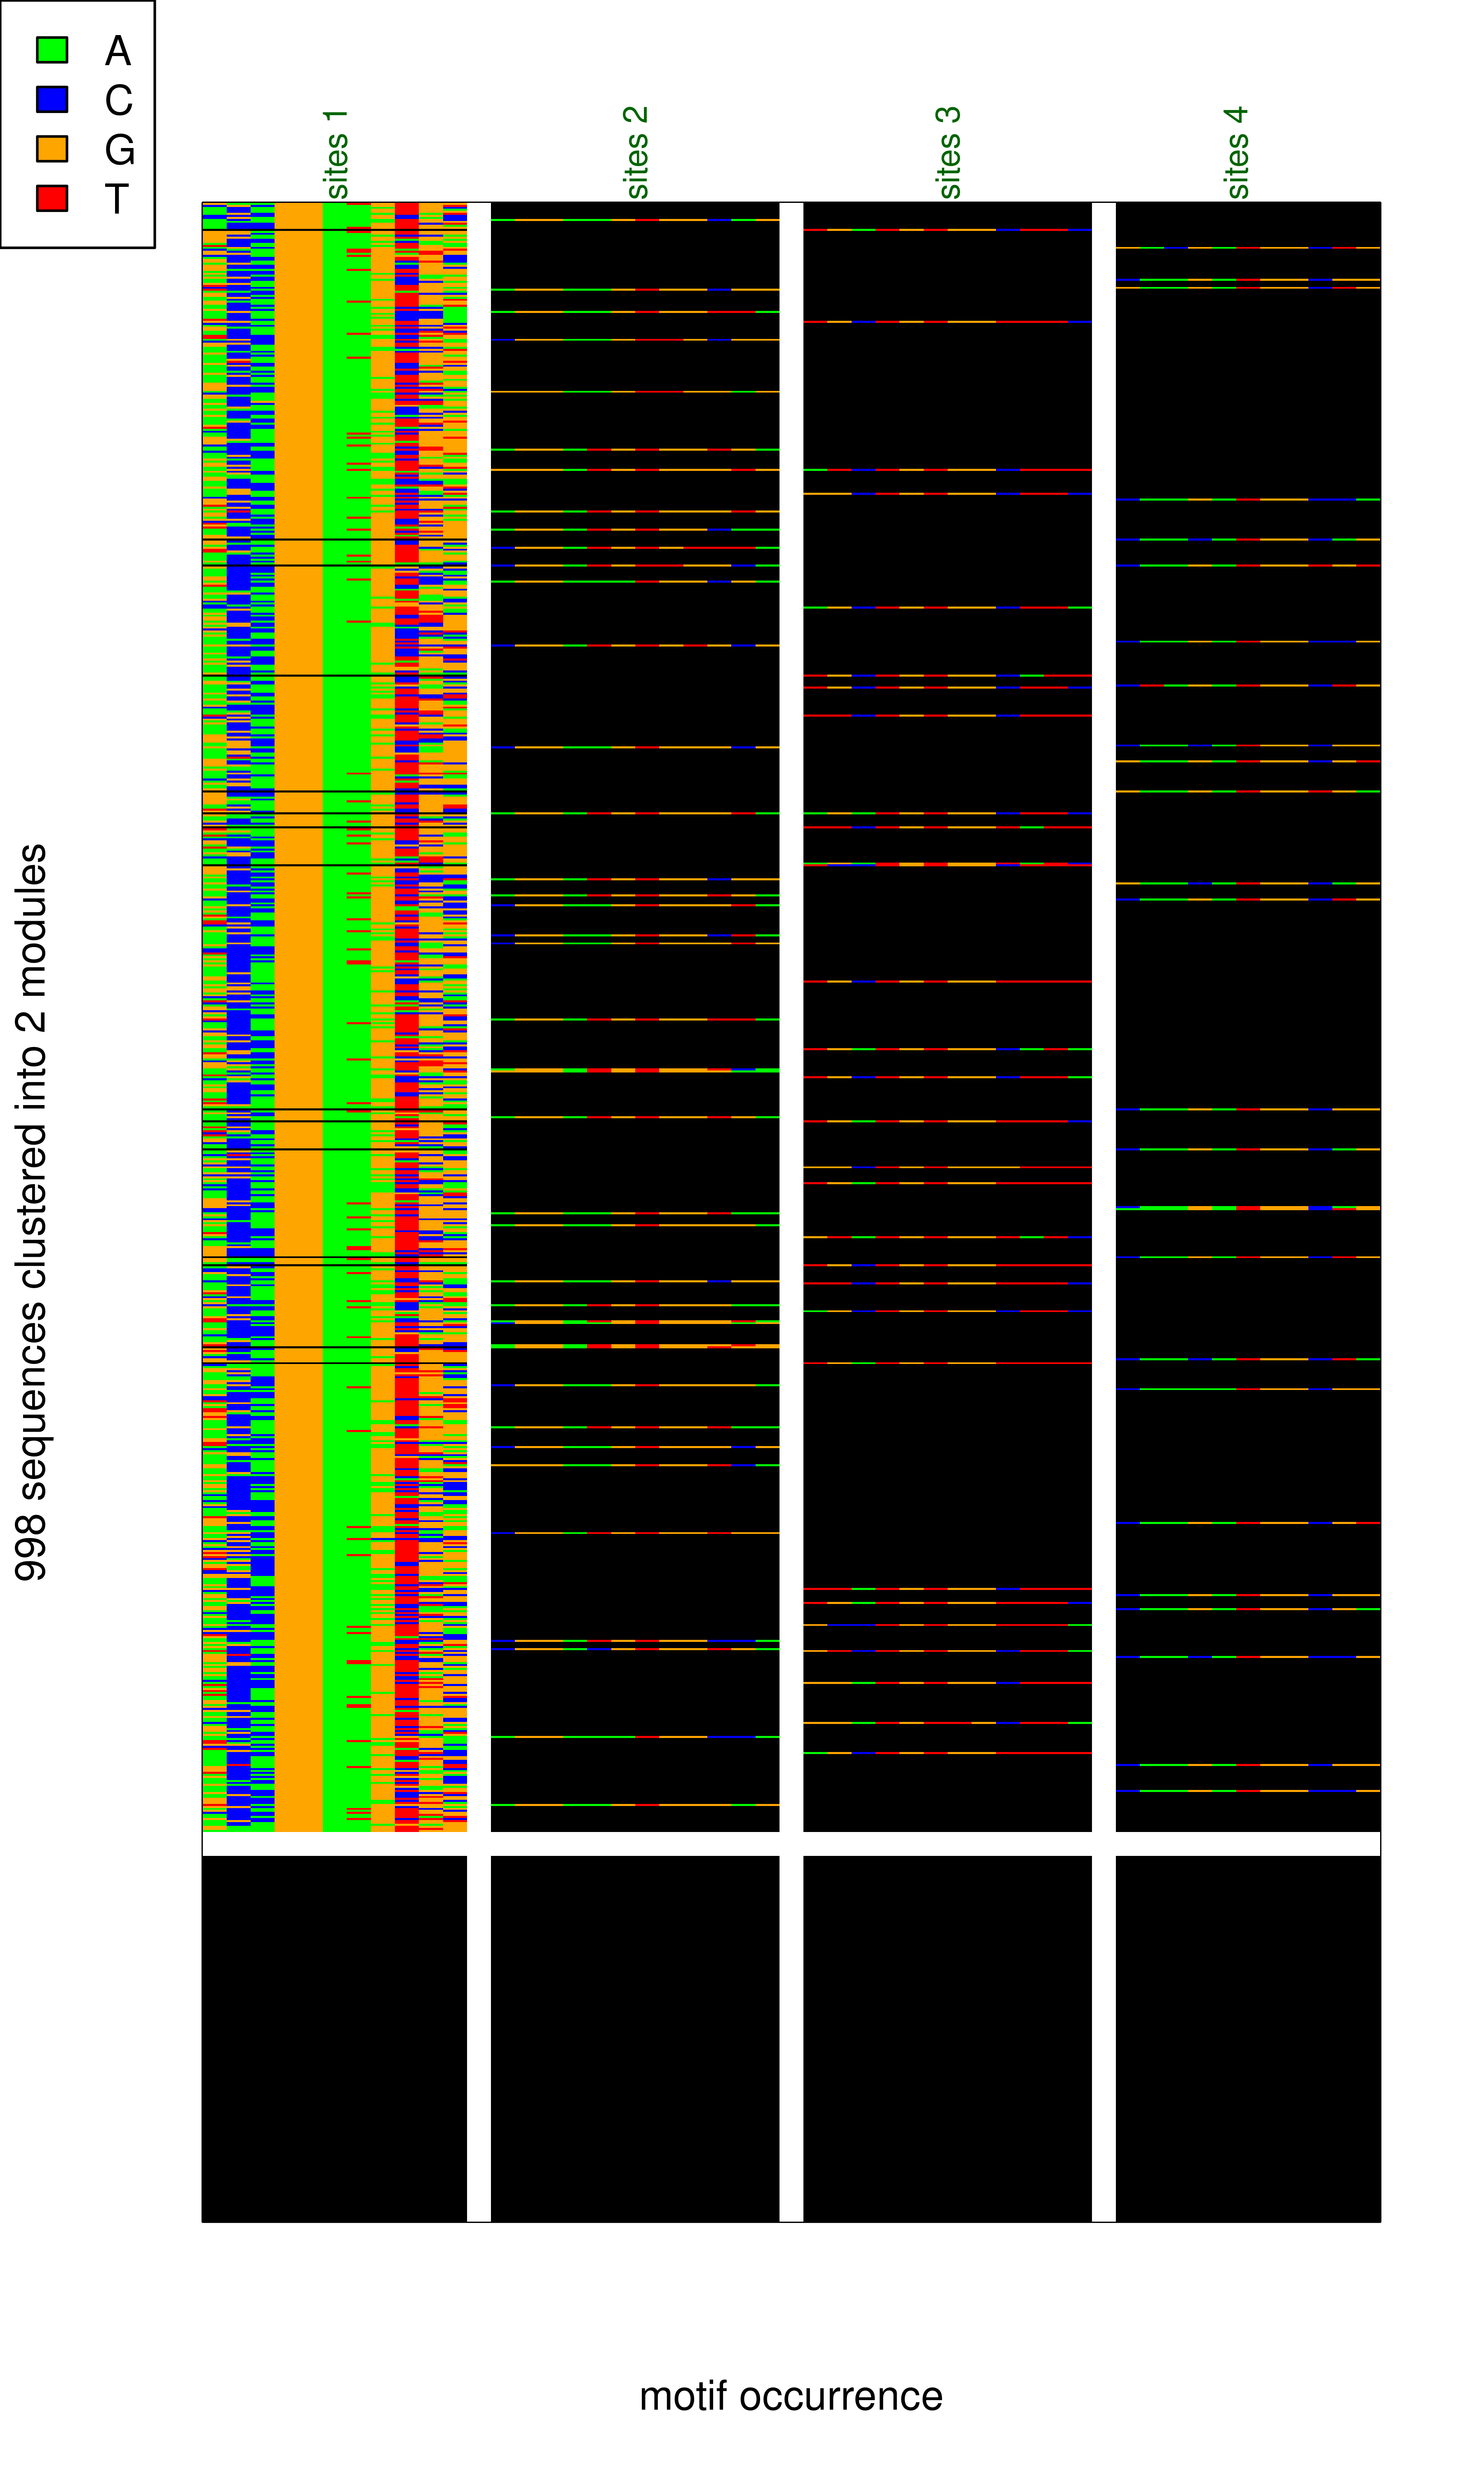 A
C
G
T
sites 1
sites 2
sites 3
sites 4
998 sequences clustered into 2 modules
motif occurrence